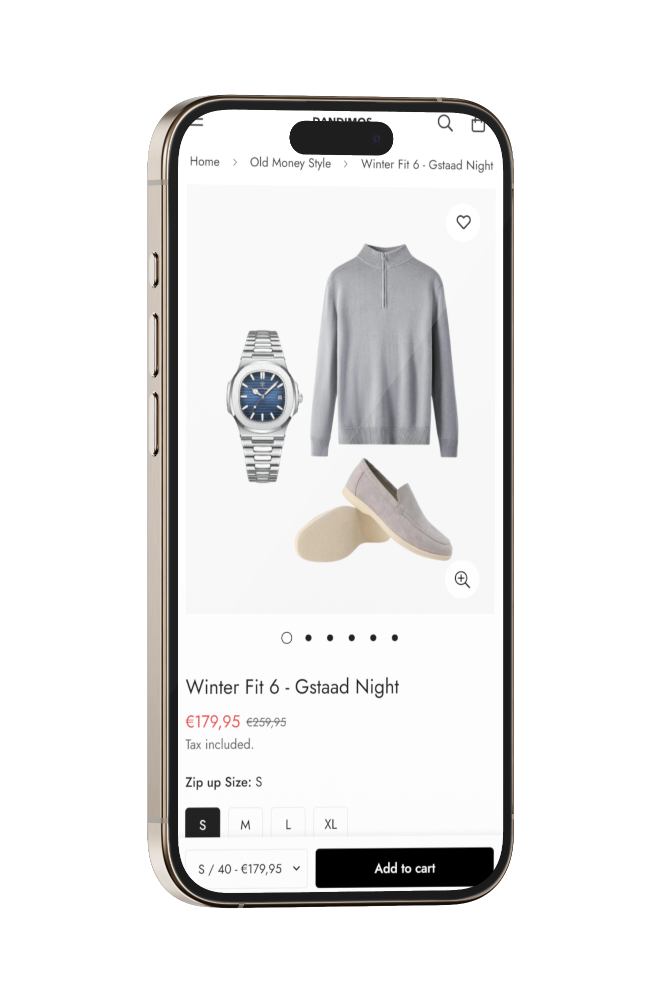 DANDIMOS
Home > Old Money Style > Winter Fit 6 - Gstaad Night
Winter Fit 6 - Gstaad Night
€179,95 €259,95
Tax included.
Zip up Size: S
S M L XL
S / 40 - €179,95 Add to cart